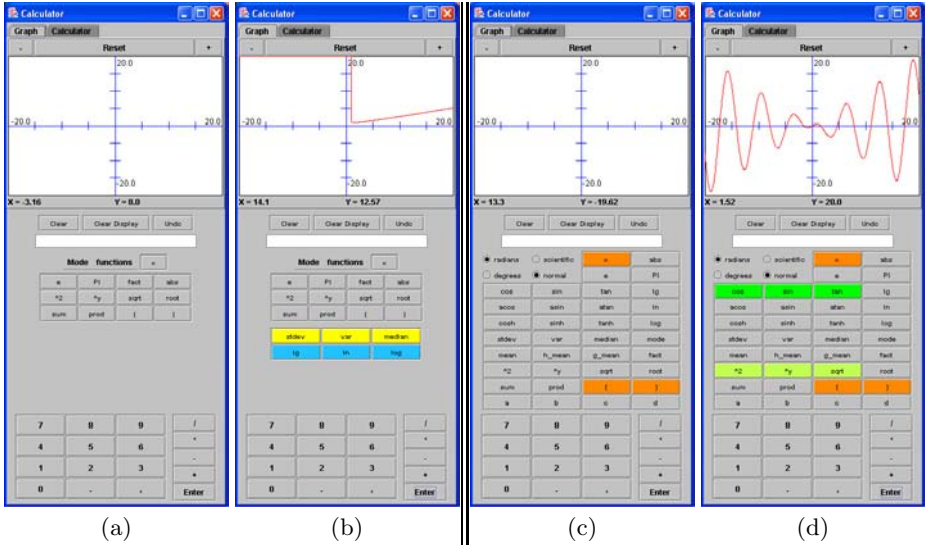 Calculator
Graph Calculator
- Reset +
20.0
-20.0 20.0
-20.0
X = -3.16 Y = 8.0
Clear Clear Display Undo
Mode functions «
e PI fact abs
^2 ^y sqrt root
sum prod ( )
7 8 9 /
4 5 6 *
1 2 3 -
0 . , +
Enter
(a)
Calculator
Graph Calculator
- Reset +
20.0
-20.0 20.0
-20.0
X = 14.1 Y = 12.57
Clear Clear Display Undo
Mode functions «
e PI fact abs
^2 ^y sqrt root
sum prod ( )
stdev var median
tg ln log
7 8 9 /
4 5 6 *
1 2 3 -
0 . , +
Enter
(b)
Calculator
Graph Calculator
- Reset +
20.0
-20.0 20.0
-20.0
X = 13.3 Y = -19.62
Clear Clear Display Undo
radians scientific abs
degrees normal e PI
cos sin tan tg
acos asin atan ln
cosh sinh tanh log
stdev var median mode
mean h_mean g_mean fact
^2 ^y sqrt root
sum prod ( )
a b c d
7 8 9 /
4 5 6 *
1 2 3 -
0 . , +
Enter
(c)
Calculator
Graph Calculator
- Reset +
20.0
-20.0 20.0
-20.0
X = 1.52 Y = 20.0
Clear Clear Display Undo
radians scientific abs
degrees normal e PI
cos sin tan tg
acos asin atan ln
cosh sinh tanh log
stdev var median mode
mean h_mean g_mean fact
^2 ^y sqrt root
sum prod ( )
a b c d
7 8 9 /
4 5 6 *
1 2 3 -
0 . , +
Enter
(d)